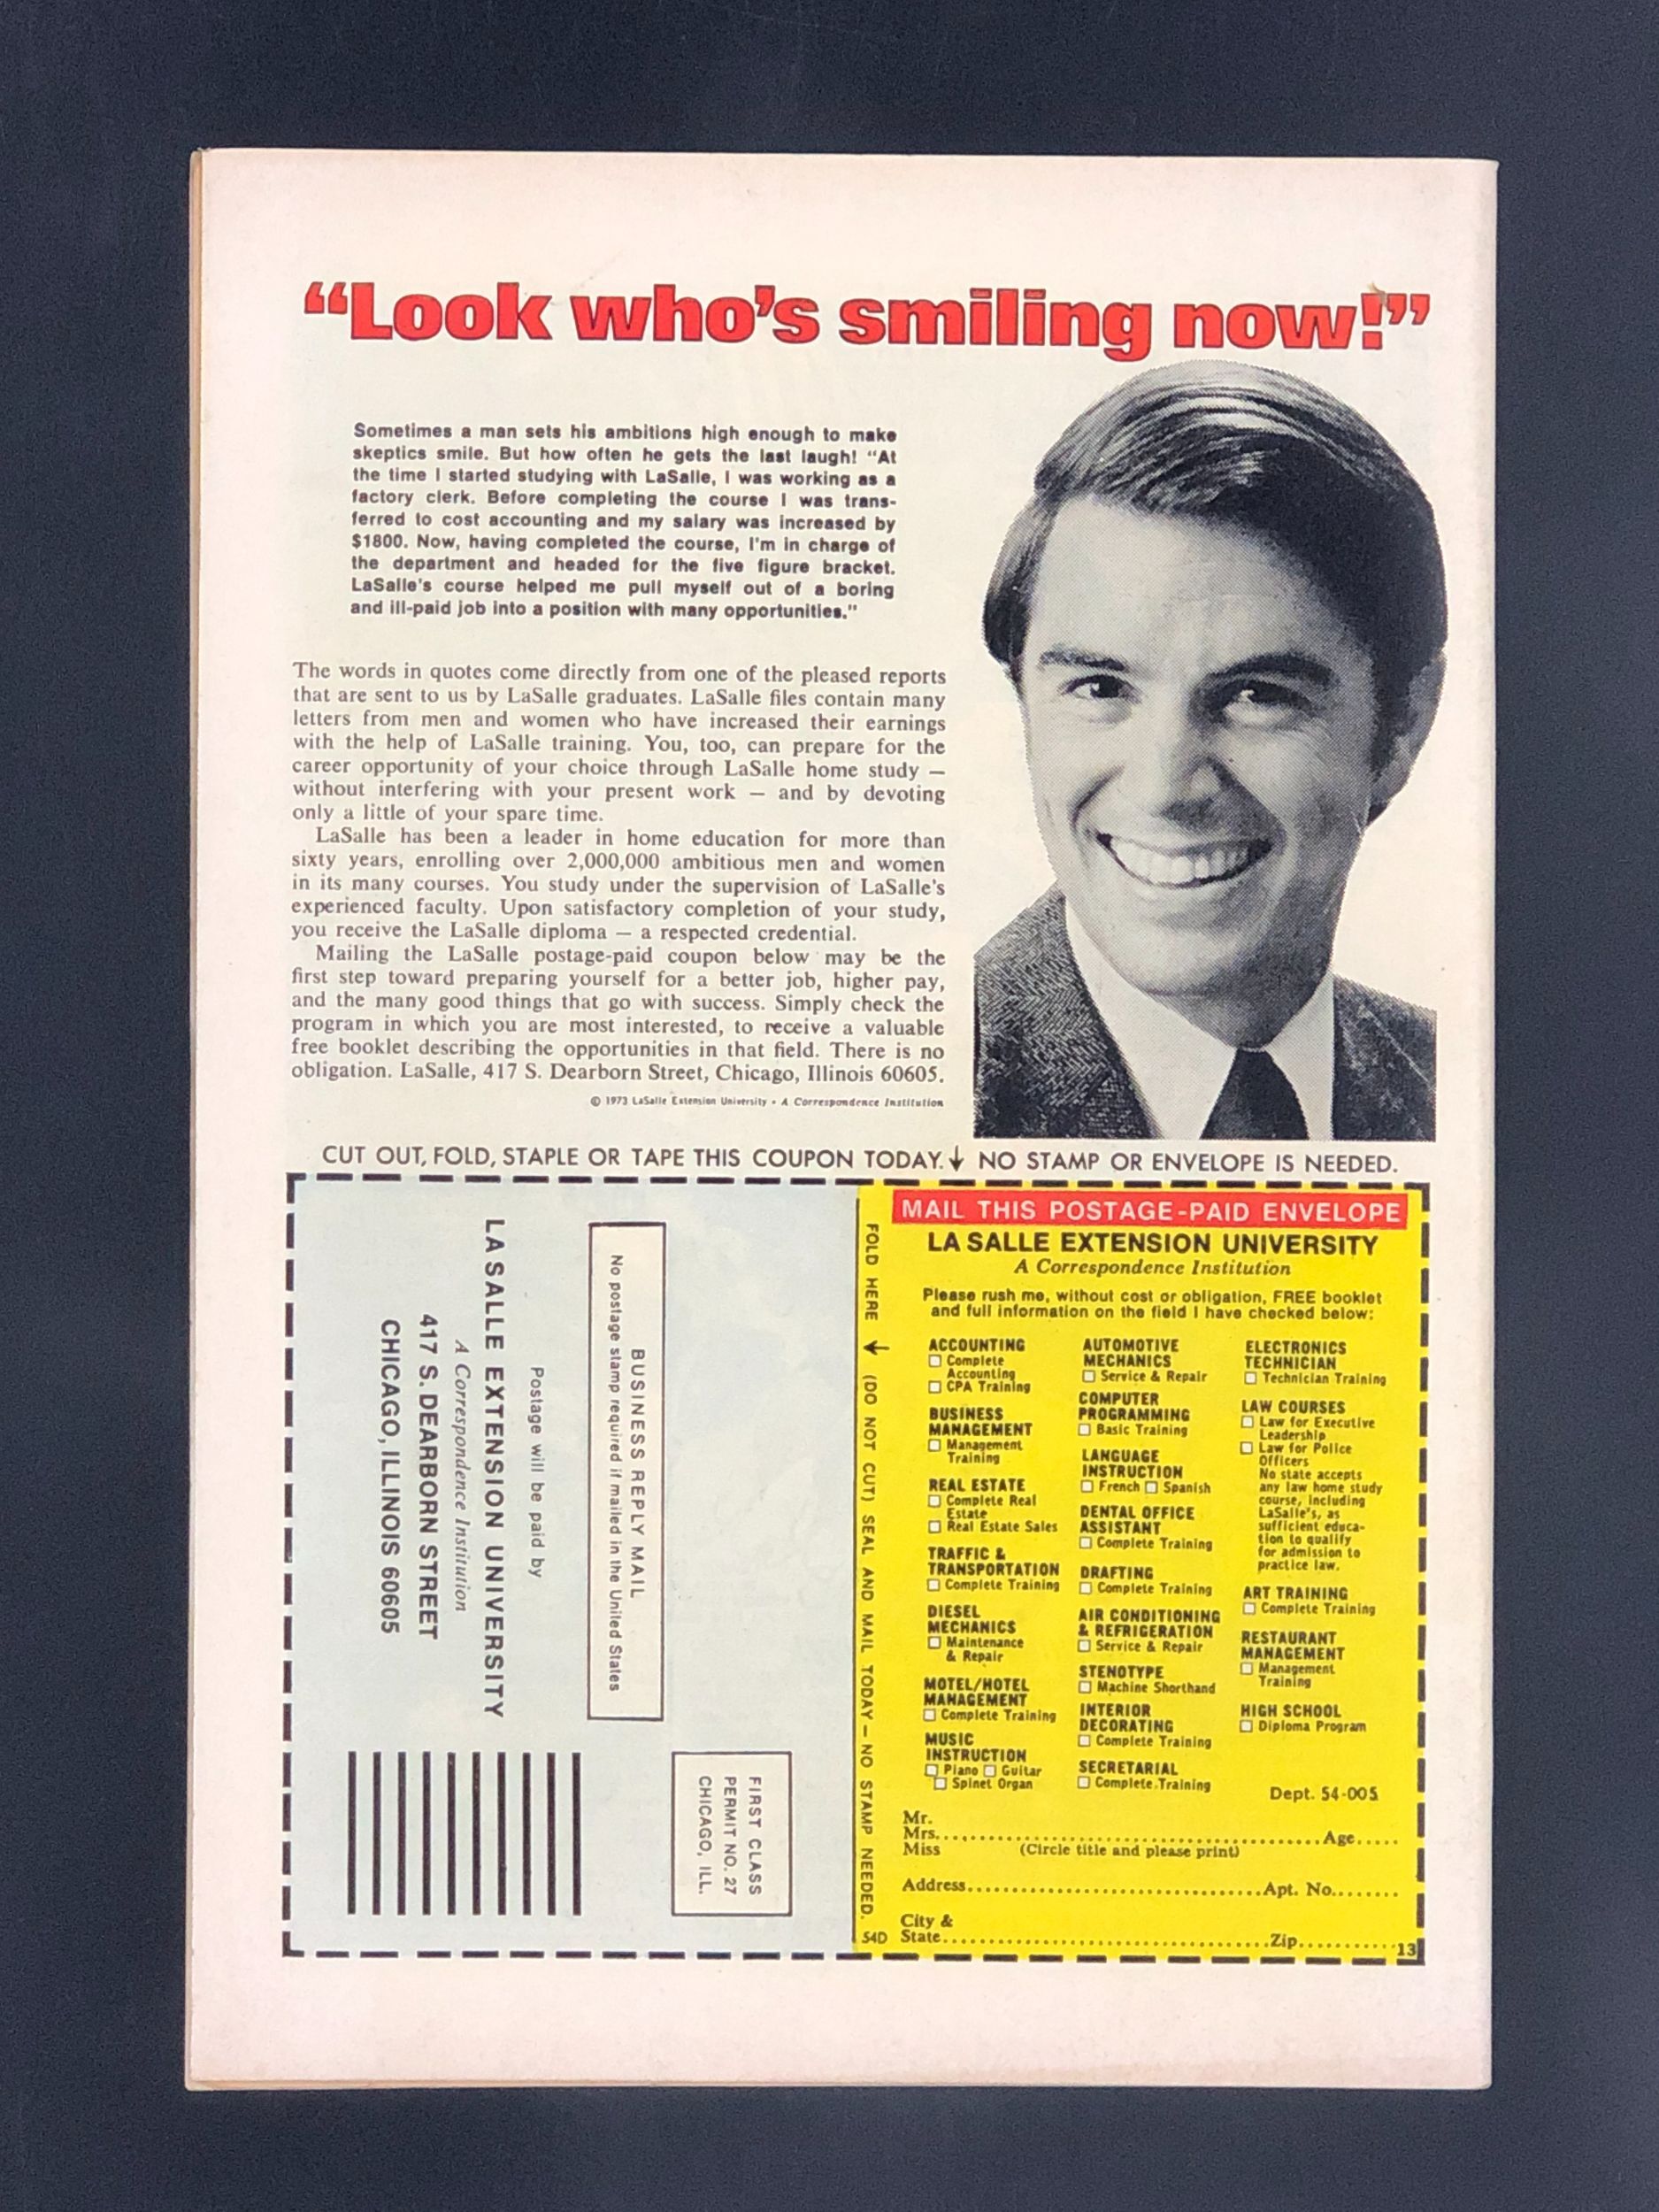 “Look who’s smiling now!”
Sometimes a man sets his ambitions high enough to make
skeptics smile. But how often he gets the last laugh! “At
the time I started studying with LaSalle, I was working as a
factory clerk. Before completing the course I was trans-
ferred to cost accounting and my salary was increased by
$1800. Now, having completed the course, I'm in charge of
the department and headed for the five figure bracket.
LaSalle's course helped me pull myself out of a boring
and ill-paid job into a position with many opportunities."
The words in quotes come directly from one of the pleased reports
that are sent to us by LaSalle graduates. LaSalle files contain many
letters from men and women who have increased their earnings
with the help of LaSalle training. You, too, can prepare for the
career opportunity of your choice through LaSalle home study —
without interfering with your present work — and by devoting
only a little of your spare time.
LaSalle has been a leader in home education for more than
sixty years, enrolling over 2,000,000 ambitious men and women
in its many courses. You study under the supervision of LaSalle's
experienced faculty. Upon satisfactory completion of your study,
you receive the LaSalle diploma — a respected credential.
Mailing the LaSalle postage-paid coupon below may be the
first step toward preparing yourself for a better job, higher pay,
and the many good things that go with success. Simply check the
program in which you are most interested, to receive a valuable
free booklet describing the opportunities in that field. There is no
obligation. LaSalle, 417 S. Dearborn Street, Chicago, Illinois 60605.
© 1973 LaSalle Extension University • A Correspondence Institution
CUT OUT, FOLD, STAPLE OR TAPE THIS COUPON TODAY.↓ NO STAMP OR ENVELOPE IS NEEDED.
FIRST CLASS
PERMIT NO. 27
CHICAGO, ILL.
BUSINESS REPLY MAIL
No postage stamp required if mailed in the United States
Postage will be paid by
LASALLE EXTENSION UNIVERSITY
A Correspondence Institution
417 S. DEARBORN STREET
CHICAGO, ILLINOIS 60605
FOLD HERE ↓ (DO NOT CUT) SEAL AND MAIL TODAY — NO STAMP NEEDED.
54D
MAIL THIS POSTAGE-PAID ENVELOPE
LA SALLE EXTENSION UNIVERSITY
A Correspondence Institution
Please rush me, without cost or obligation, FREE booklet
and full information on the field I have checked below:
ACCOUNTING
☐ Complete
Accounting
☐ CPA Training
BUSINESS
MANAGEMENT
☐ Management
Training
REAL ESTATE
☐ Complete Real
Estate
☐ Real Estate Sales
TRAFFIC &
TRANSPORTATION
☐ Complete Training
DIESEL
MECHANICS
☐ Maintenance
& Repair
MOTEL/HOTEL
MANAGEMENT
☐ Complete Training
MUSIC
INSTRUCTION
☐ Piano ☐ Guitar
☐ Spinet Organ
AUTOMOTIVE
MECHANICS
☐ Service & Repair
COMPUTER
PROGRAMMING
☐ Basic Training
LANGUAGE
INSTRUCTION
☐ French ☐ Spanish
DENTAL OFFICE
ASSISTANT
☐ Complete Training
DRAFTING
☐ Complete Training
AIR CONDITIONING
& REFRIGERATION
☐ Service & Repair
STENOTYPE
☐ Machine Shorthand
INTERIOR
DECORATING
☐ Complete Training
SECRETARIAL
☐ Complete Training
ELECTRONICS
TECHNICIAN
☐ Technician Training
LAW COURSES
☐ Law for Executive
Leadership
☐ Law for Police
Officers
No state accepts
any law home study
course, including
LaSalle's, as
sufficient educa-
tion to qualify
for admission to
practice law.
ART TRAINING
☐ Complete Training
RESTAURANT
MANAGEMENT
☐ Management
Training
HIGH SCHOOL
☐ Diploma Program
Dept. 54-005
Mr.
Mrs. Age
Miss (Circle title and please print)
Address Apt. No.
City &
State Zip 13